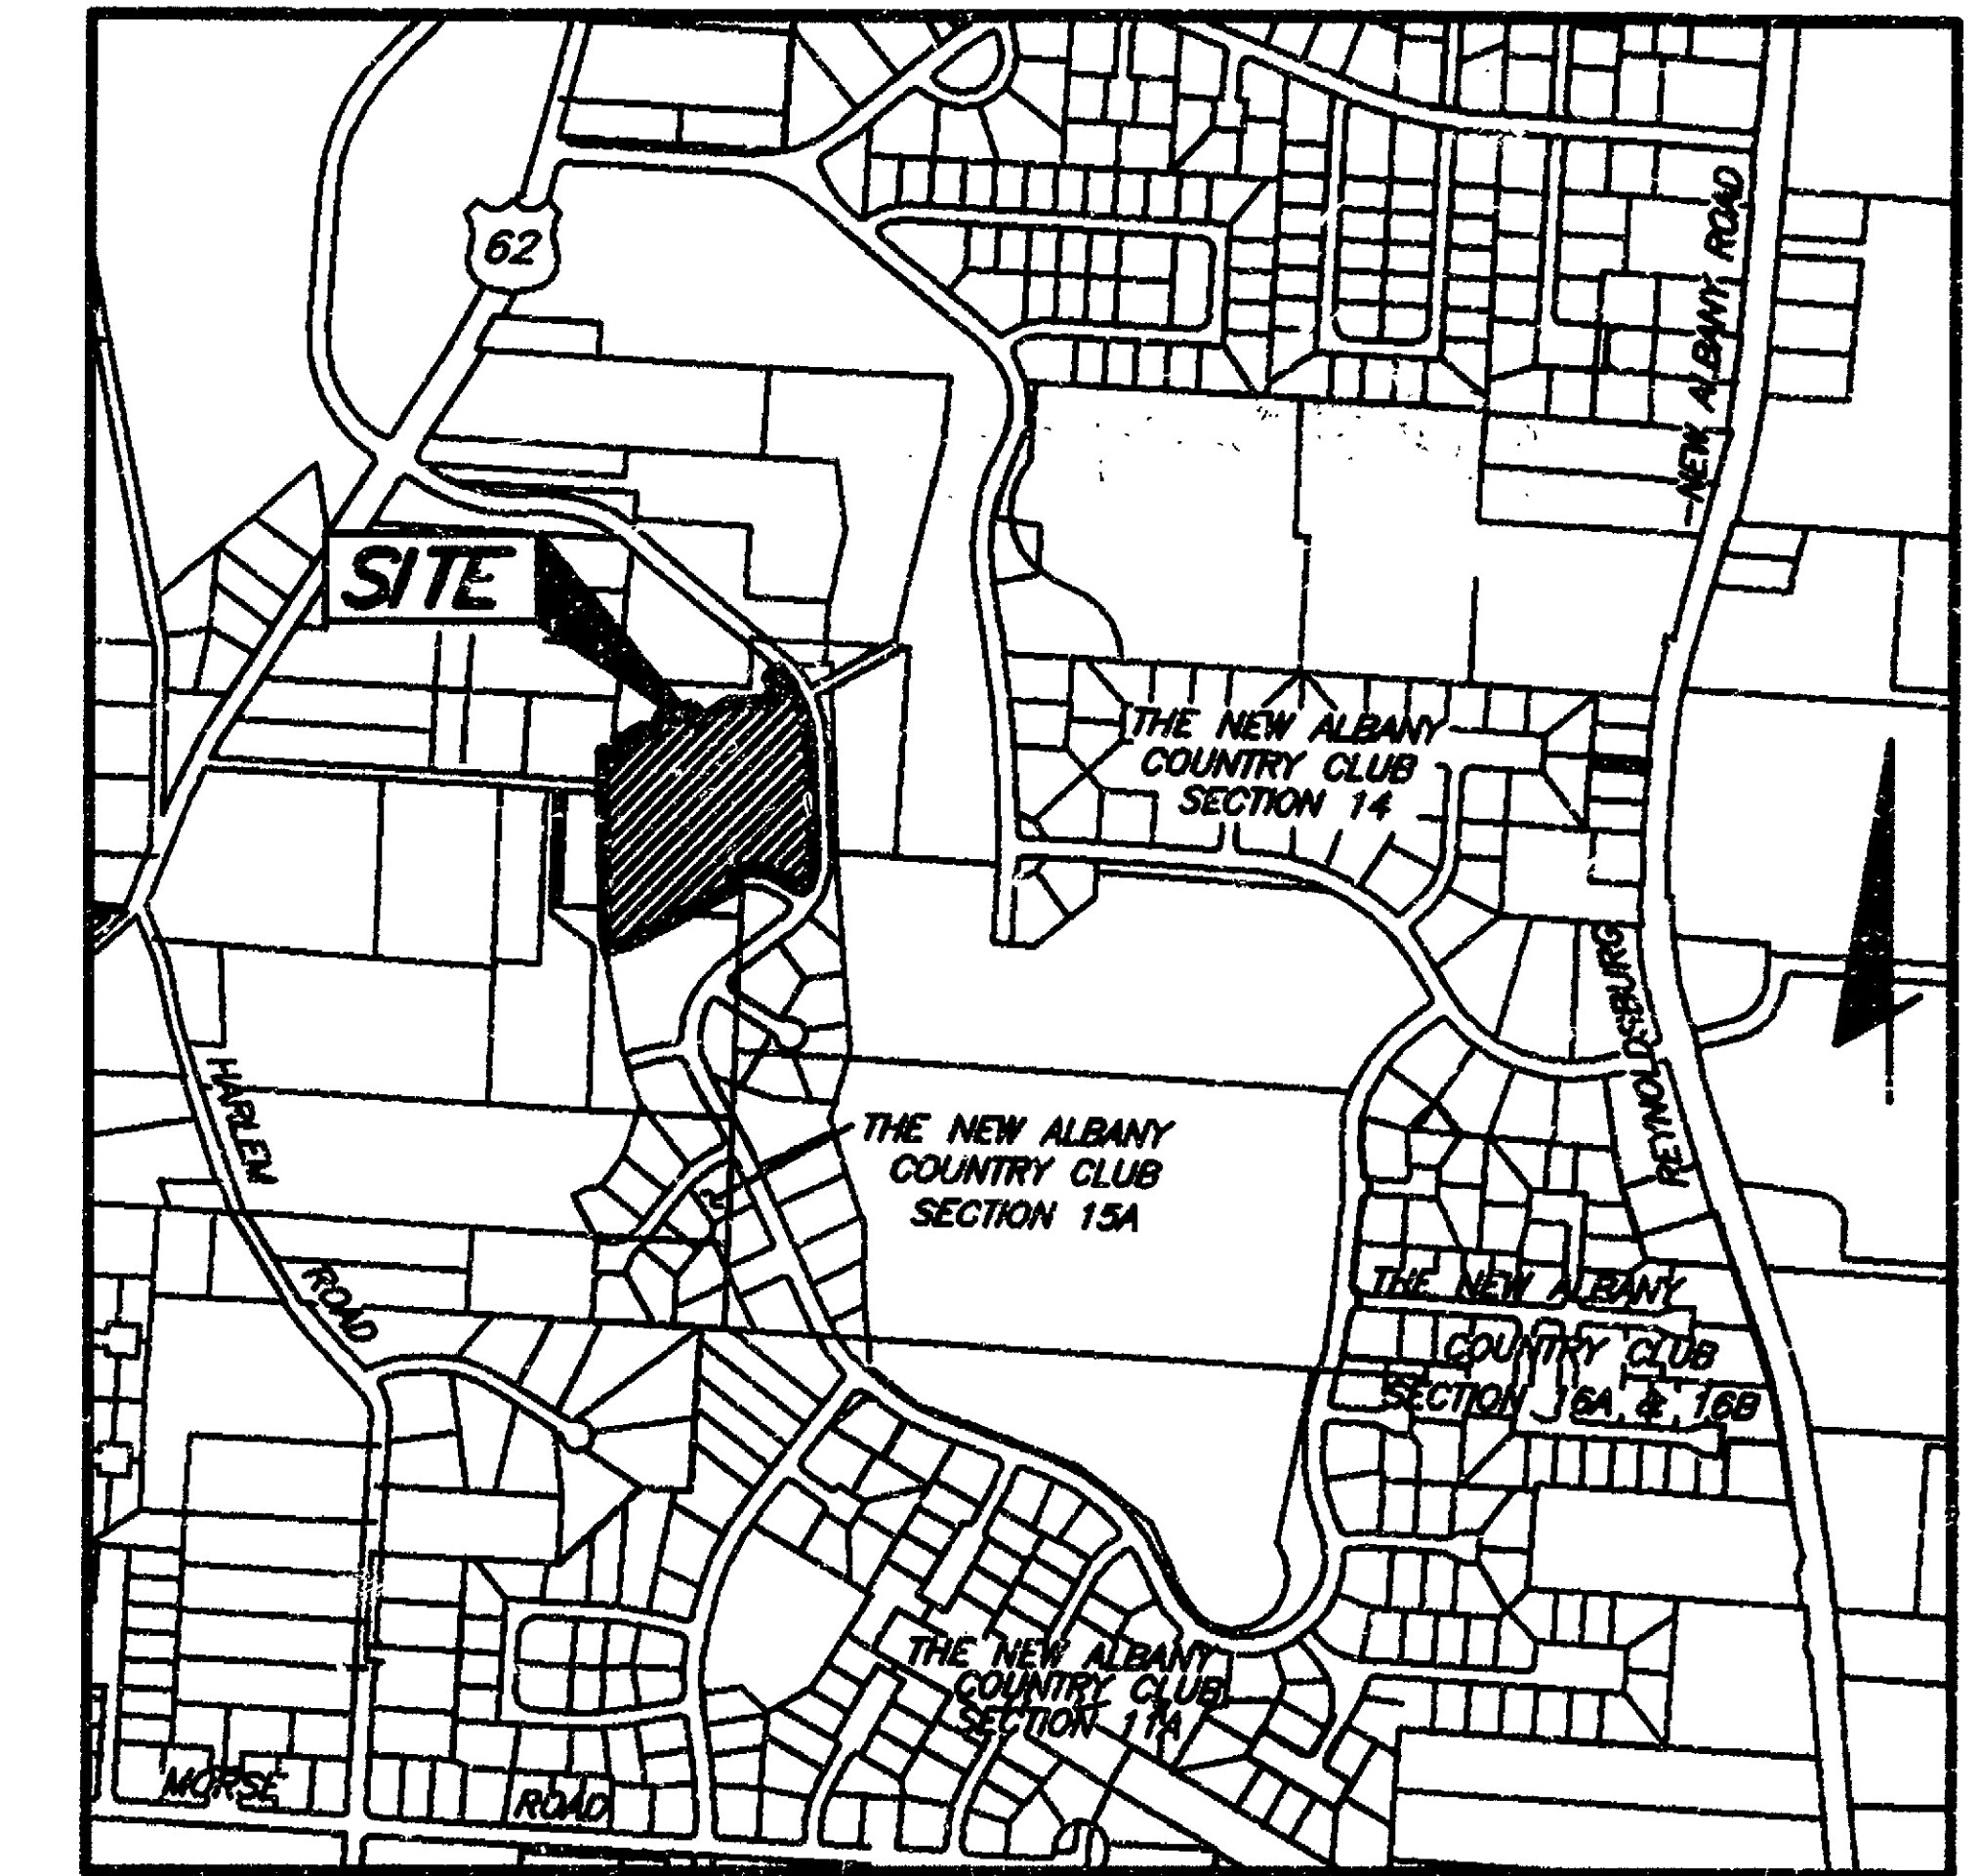 62
NEW ALBANY ROAD
SITE
THE NEW ALBANY
COUNTRY CLUB
SECTION 14
REYNOLDSBURG
HARLEM
ROAD
THE NEW ALBANY
COUNTRY CLUB
SECTION 15A
THE NEW ALBANY
COUNTRY CLUB
SECTION 16A & 16B
THE NEW ALBANY
COUNTRY CLUB
SECTION 11A
MORSE ROAD